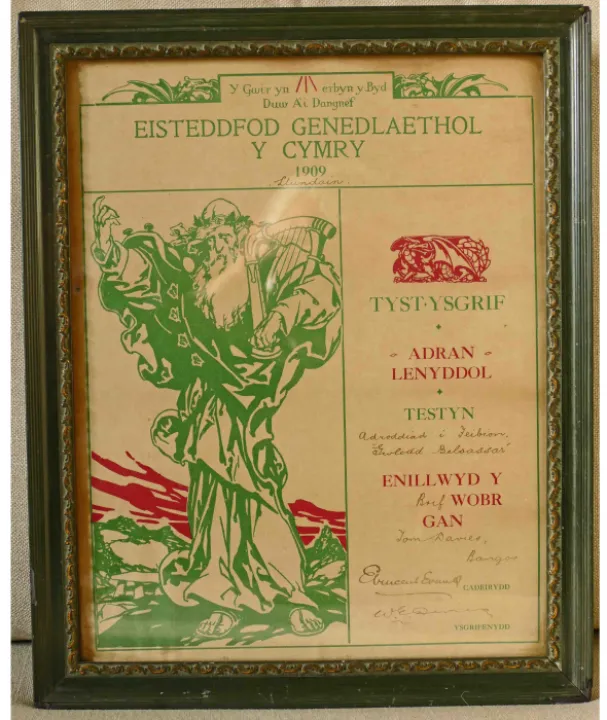 Y Gwir yn /|\ erbyn y Byd
Duw A'i Dangnef
EISTEDDFOD GENEDLAETHOL
Y CYMRY
1909
Llundain.
TYST·YSGRIF
ADRAN
LENYDDOL
TESTYN
Adroddiad i Feibion,
"Gwledd Belsassar"
ENILLWYD Y
Brif WOBR
GAN
Tom Davies,
Bangor
Evans
CADEIRYDD
W. E.
YSGRIFENYDD